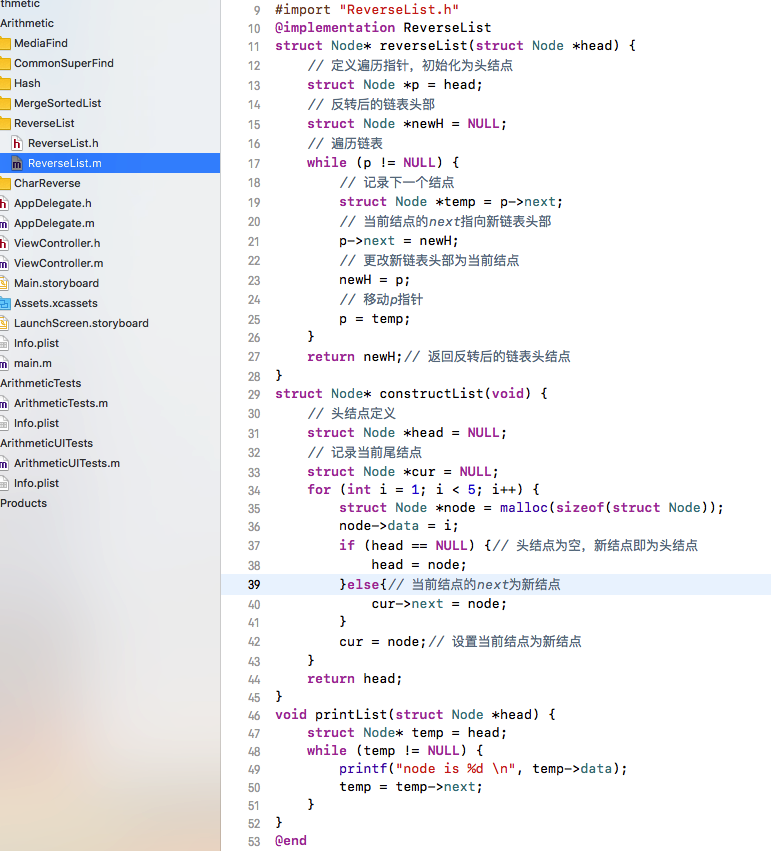 thmetic
Arithmetic
MediaFind
CommonSuperFind
Hash
MergeSortedList
ReverseList
h ReverseList.h
m ReverseList.m
CharReverse
h AppDelegate.h
m AppDelegate.m
h ViewController.h
m ViewController.m
Main.storyboard
Assets.xcassets
LaunchScreen.storyboard
Info.plist
m main.m
ArithmeticTests
m ArithmeticTests.m
Info.plist
ArithmeticUITests
m ArithmeticUITests.m
Info.plist
Products
9 #import "ReverseList.h"
10 @implementation ReverseList
11 struct Node* reverseList(struct Node *head) {
12 // 定义遍历指针，初始化为头结点
13 struct Node *p = head;
14 // 反转后的链表头部
15 struct Node *newH = NULL;
16 // 遍历链表
17 while (p != NULL) {
18 // 记录下一个结点
19 struct Node *temp = p->next;
20 // 当前结点的next指向新链表头部
21 p->next = newH;
22 // 更改新链表头部为当前结点
23 newH = p;
24 // 移动p指针
25 p = temp;
26 }
27 return newH;// 返回反转后的链表头结点
28 }
29 struct Node* constructList(void) {
30 // 头结点定义
31 struct Node *head = NULL;
32 // 记录当前尾结点
33 struct Node *cur = NULL;
34 for (int i = 1; i < 5; i++) {
35 struct Node *node = malloc(sizeof(struct Node));
36 node->data = i;
37 if (head == NULL) {// 头结点为空，新结点即为头结点
38 head = node;
39 }else{// 当前结点的next为新结点
40 cur->next = node;
41 }
42 cur = node;// 设置当前结点为新结点
43 }
44 return head;
45 }
46 void printList(struct Node *head) {
47 struct Node* temp = head;
48 while (temp != NULL) {
49 printf("node is %d \n", temp->data);
50 temp = temp->next;
51 }
52 }
53 @end